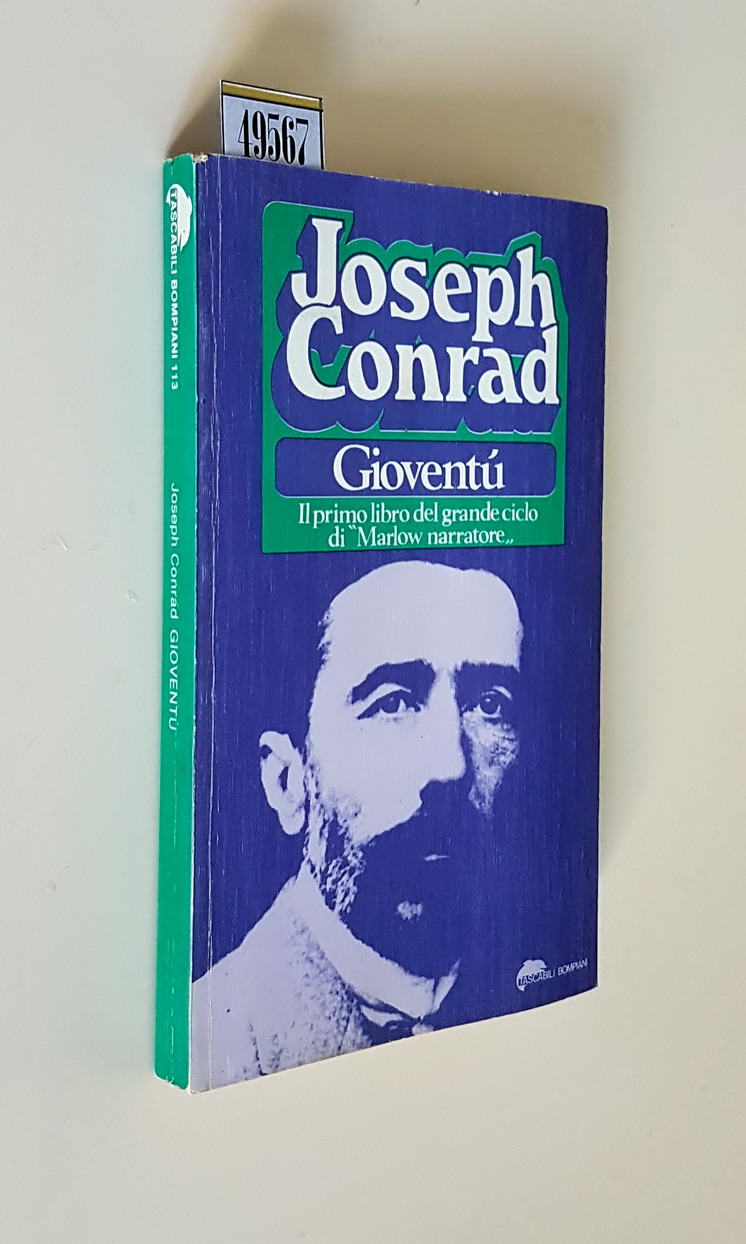 49567
TASCABILI BOMPIANI 113
Joseph Conrad GIOVENTÚ
Joseph
Conrad
Gioventú
Il primo libro del grande ciclo
di “Marlow narratore„
TASCABILI BOMPIANI